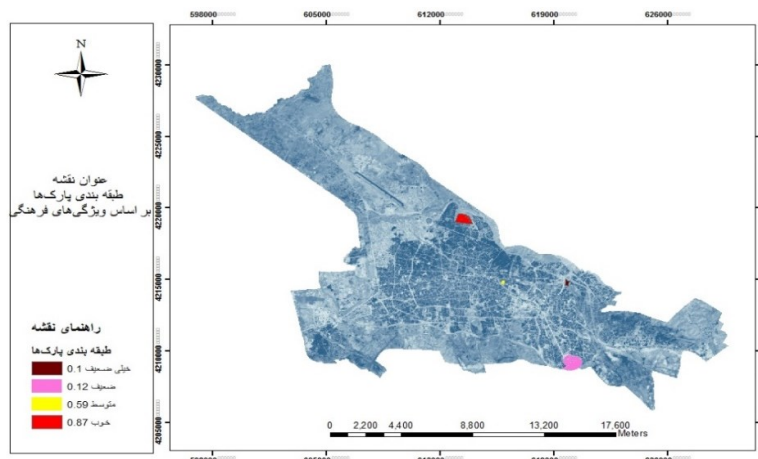 598000 605000 612000 619000 626000
N
عنوان نقشه
طبقه بندی پارک‌ها
بر اساس ویژگی‌های فرهنگی
راهنمای نقشه
طبقه بندی پارک‌ها
خیلی ضعیف 0.1
ضعیف 0.12
متوسط 0.59
خوب 0.87
4230000
4225000
4220000
4215000
4210000
4205000
0 2,200 4,400 8,800 13,200 17,600
Meters